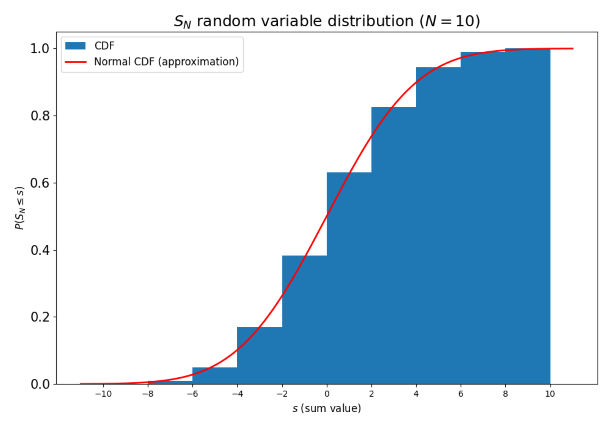 S_N random variable distribution (N = 10)
CDF
Normal CDF (approximation)
P(S_N ≤ s)
1.0
0.8
0.6
0.4
0.2
0.0
−10 −8 −6 −4 −2 0 2 4 6 8 10
s (sum value)